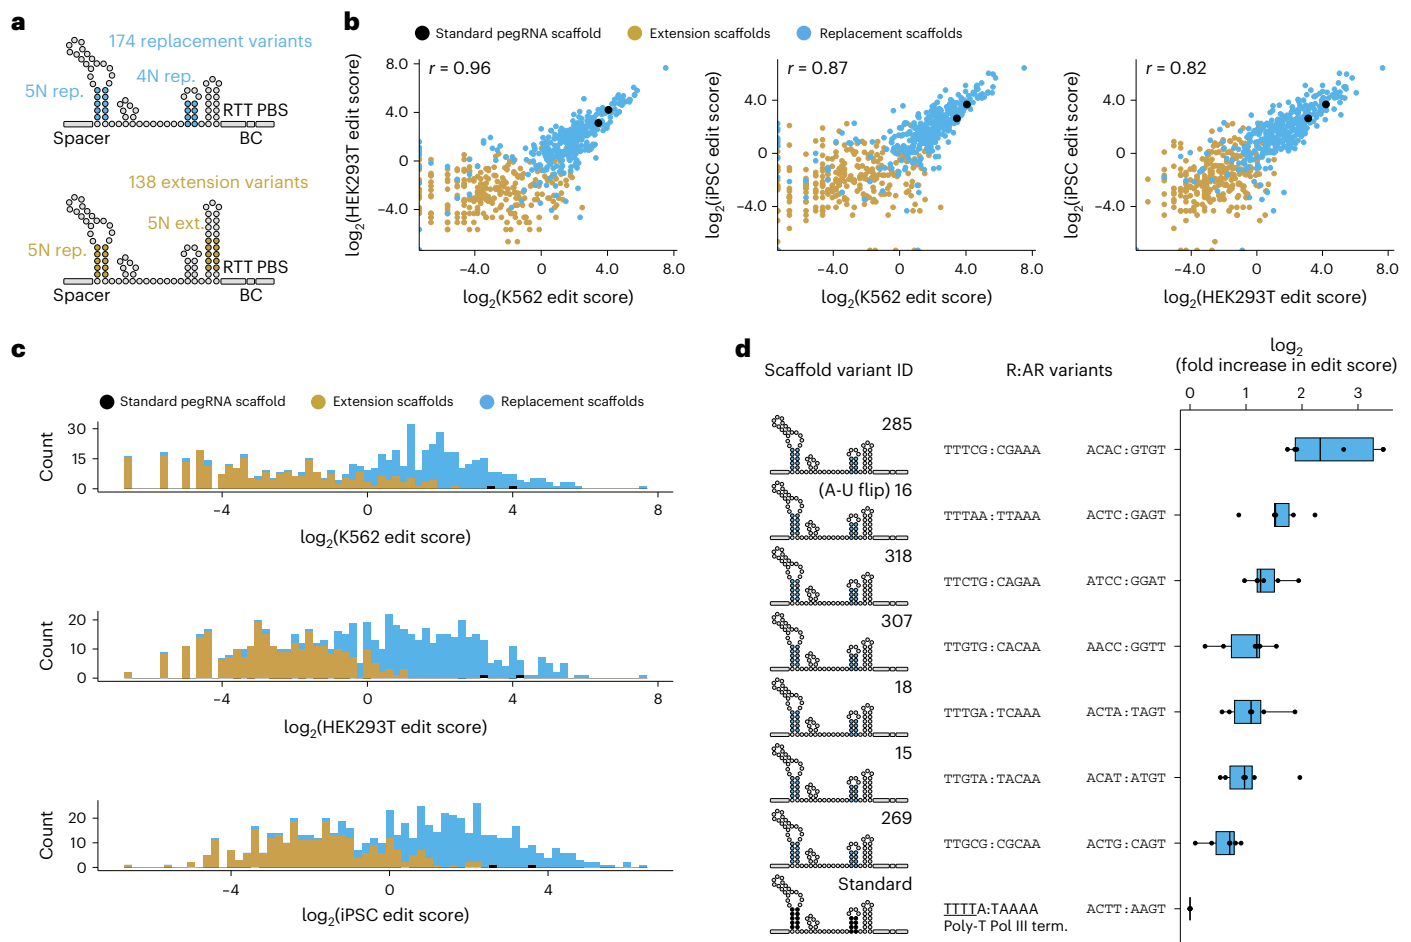 a
174 replacement variants
5N rep.
4N rep.
RTT PBS
Spacer
BC
138 extension variants
5N ext.
5N rep.
RTT PBS
Spacer
BC
b
Standard pegRNA scaffold
Extension scaffolds
Replacement scaffolds
log2(HEK293T edit score)
8.0
4.0
0
−4.0
r = 0.96
−4.0
0
4.0
8.0
log2(K562 edit score)
log2(iPSC edit score)
4.0
0
−4.0
r = 0.87
−4.0
0
4.0
8.0
log2(K562 edit score)
log2(iPSC edit score)
4.0
0
−4.0
r = 0.82
−4.0
0
4.0
8.0
log2(HEK293T edit score)
c
Standard pegRNA scaffold
Extension scaffolds
Replacement scaffolds
Count
30
15
0
−4
0
4
8
log2(K562 edit score)
Count
20
10
0
−4
0
4
8
log2(HEK293T edit score)
Count
20
10
0
−4
0
4
log2(iPSC edit score)
d
Scaffold variant ID
R:AR variants
log2
(fold increase in edit score)
0
1
2
3
285
TTTCG:CGAAA
ACAC:GTGT
(A-U flip) 16
TTTAA:TTAAA
ACTC:GAGT
318
TTCTG:CAGAA
ATCC:GGAT
307
TTGTG:CACAA
AACC:GGTT
18
TTTGA:TCAAA
ACTA:TAGT
15
TTGTA:TACAA
ACAT:ATGT
269
TTGCG:CGCAA
ACTG:CAGT
Standard
TTTTA:TAAAA
ACTT:AAGT
Poly-T Pol III term.